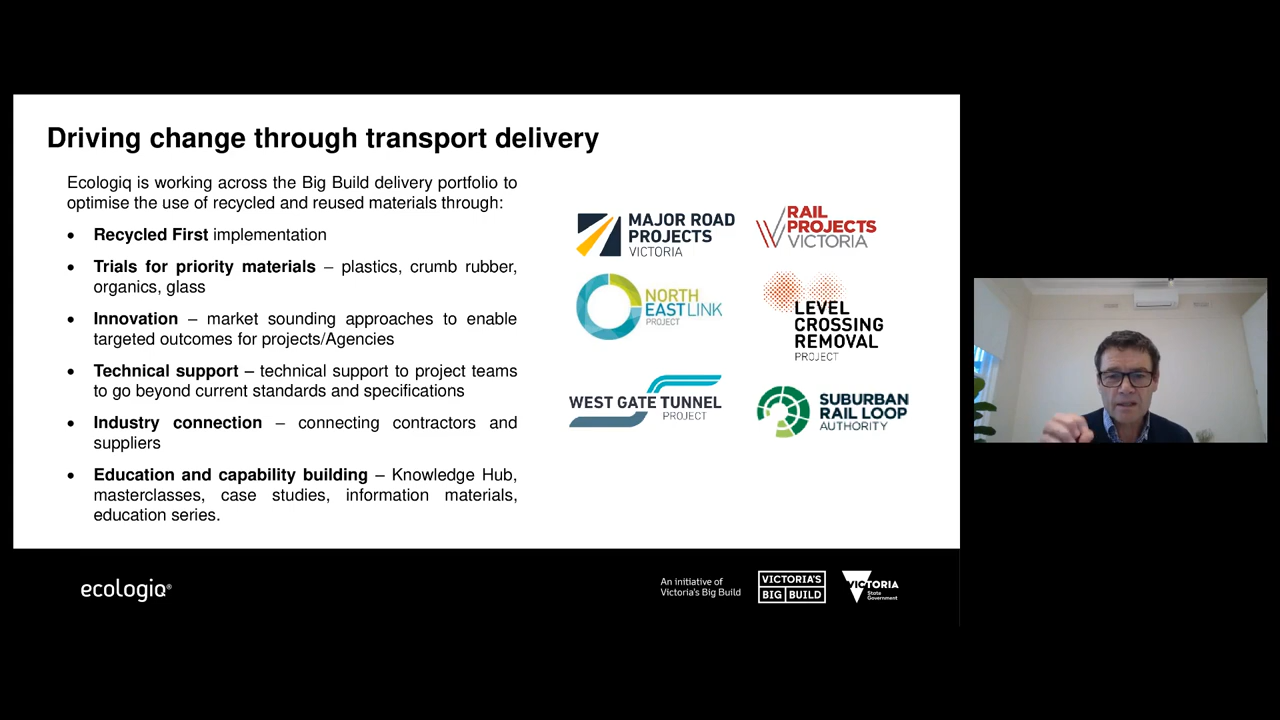 Driving change through transport delivery
Ecologiq is working across the Big Build delivery portfolio to
optimise the use of recycled and reused materials through:
• Recycled First implementation
• Trials for priority materials – plastics, crumb rubber,
organics, glass
• Innovation – market sounding approaches to enable
targeted outcomes for projects/Agencies
• Technical support – technical support to project teams
to go beyond current standards and specifications
• Industry connection – connecting contractors and
suppliers
• Education and capability building – Knowledge Hub,
masterclasses, case studies, information materials,
education series.
MAJOR ROAD
PROJECTS
VICTORIA
RAIL
PROJECTS
VICTORIA
NORTH
EAST LINK
PROJECT
LEVEL
CROSSING
REMOVAL
PROJECT
WEST GATE TUNNEL
PROJECT
SUBURBAN
RAIL LOOP
AUTHORITY
ecologiq®
An initiative of
Victoria's Big Build
VICTORIA'S
BIG BUILD
VICTORIA
State
Government